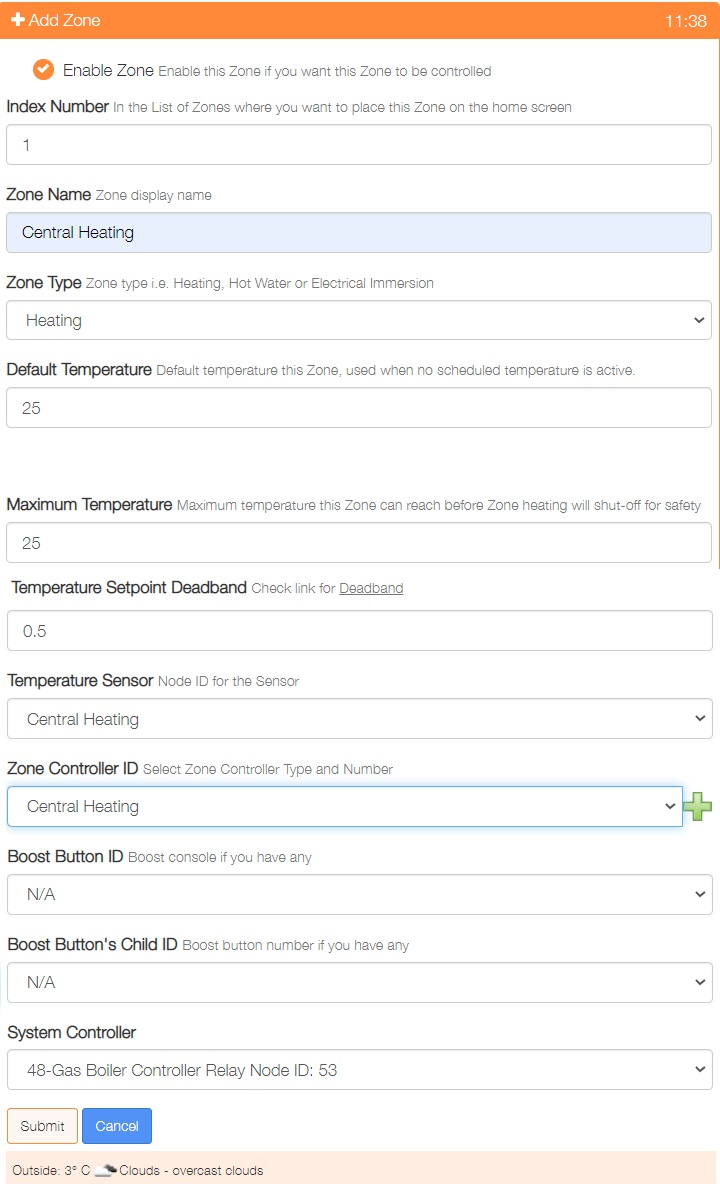 Add Zone 11:38
Enable Zone Enable this Zone if you want this Zone to be controlled
Index Number In the List of Zones where you want to place this Zone on the home screen
1
Zone Name Zone display name
Central Heating
Zone Type Zone type i.e. Heating, Hot Water or Electrical Immersion
Heating
Default Temperature Default temperature this Zone, used when no scheduled temperature is active.
25
Maximum Temperature Maximum temperature this Zone can reach before Zone heating will shut-off for safety
25
Temperature Setpoint Deadband Check link for Deadband
0.5
Temperature Sensor Node ID for the Sensor
Central Heating
Zone Controller ID Select Zone Controller Type and Number
Central Heating
Boost Button ID Boost console if you have any
N/A
Boost Button's Child ID Boost button number if you have any
N/A
System Controller
48-Gas Boiler Controller Relay Node ID: 53
Submit Cancel
Outside: 3° C Clouds - overcast clouds